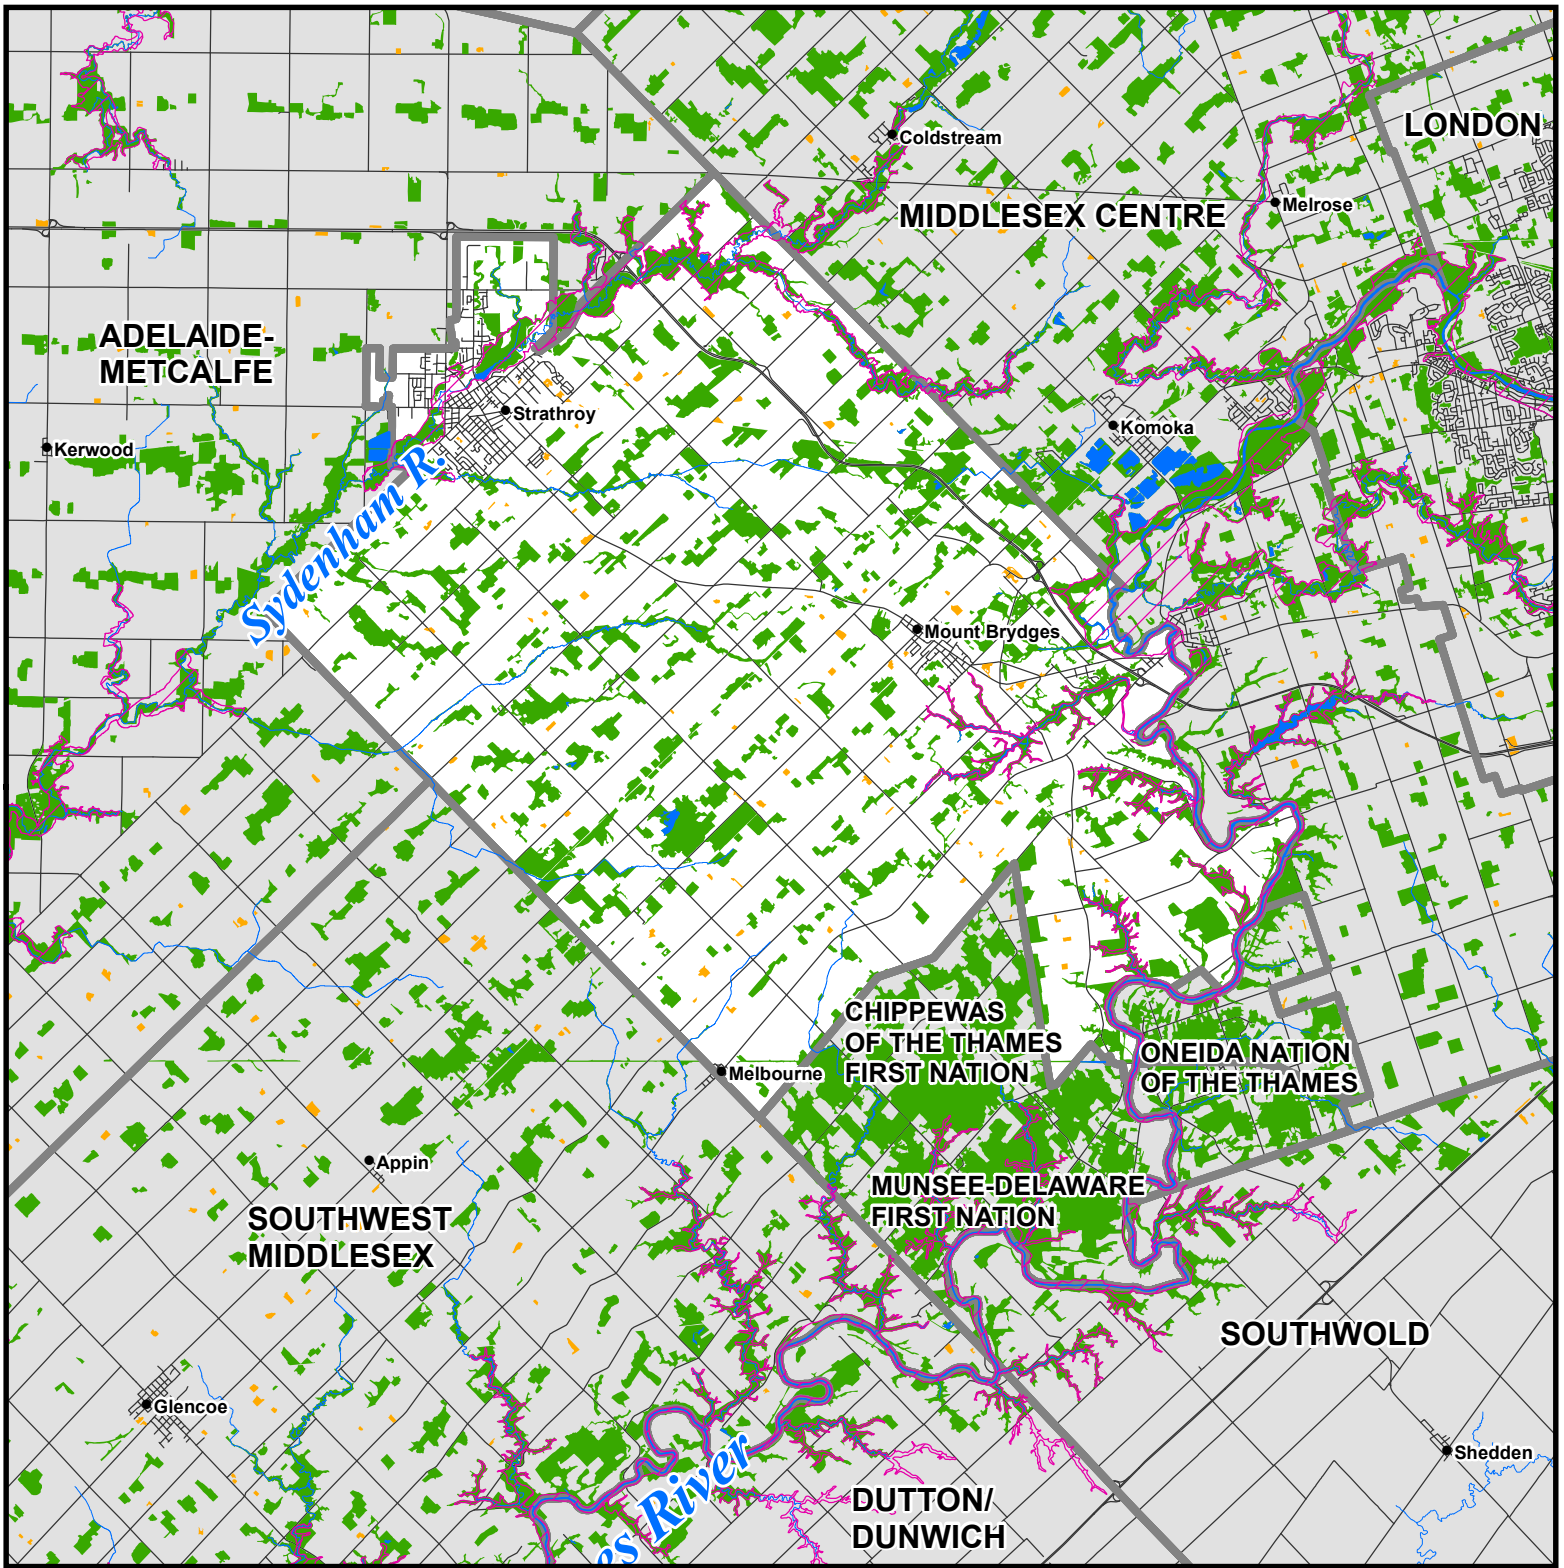 LONDON
Coldstream
Melrose
MIDDLESEX CENTRE
ADELAIDE-
METCALFE
Strathroy
Komoka
Kerwood
Sydenham R.
Mount Brydges
CHIPPEWAS
OF THE THAMES
FIRST NATION
ONEIDA NATION
OF THE THAMES
Melbourne
Appin
MUNSEE-DELAWARE
FIRST NATION
SOUTHWEST
MIDDLESEX
SOUTHWOLD
Glencoe
Shedden
es River
DUTTON/
DUNWICH